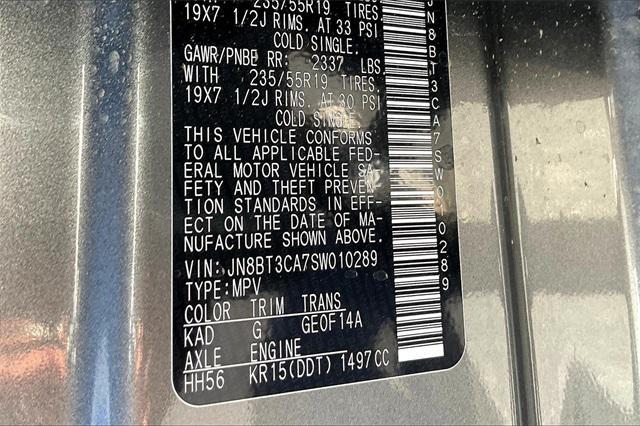 235/55R19 TIRES,
19X7 1/2J RIMS. AT 33 PSI
COLD SINGLE.
GAWR/PNBE RR: 2337 LBS.
WITH 235/55R19 TIRES,
19X7 1/2J RIMS. AT 30 PSI
COLD SINGLE.
THIS VEHICLE CONFORMS
TO ALL APPLICABLE FED-
ERAL MOTOR VEHICLE SA-
FETY AND THEFT PREVEN-
TION STANDARDS IN EFF-
ECT ON THE DATE OF MA-
NUFACTURE SHOWN ABOVE.
VIN:JN8BT3CA7SW010289
TYPE:MPV
COLOR TRIM TRANS
KAD G GE0F14A
AXLE ENGINE
HH56 KR15(DDT) 1497CC
JN8BT3CA7SW010289